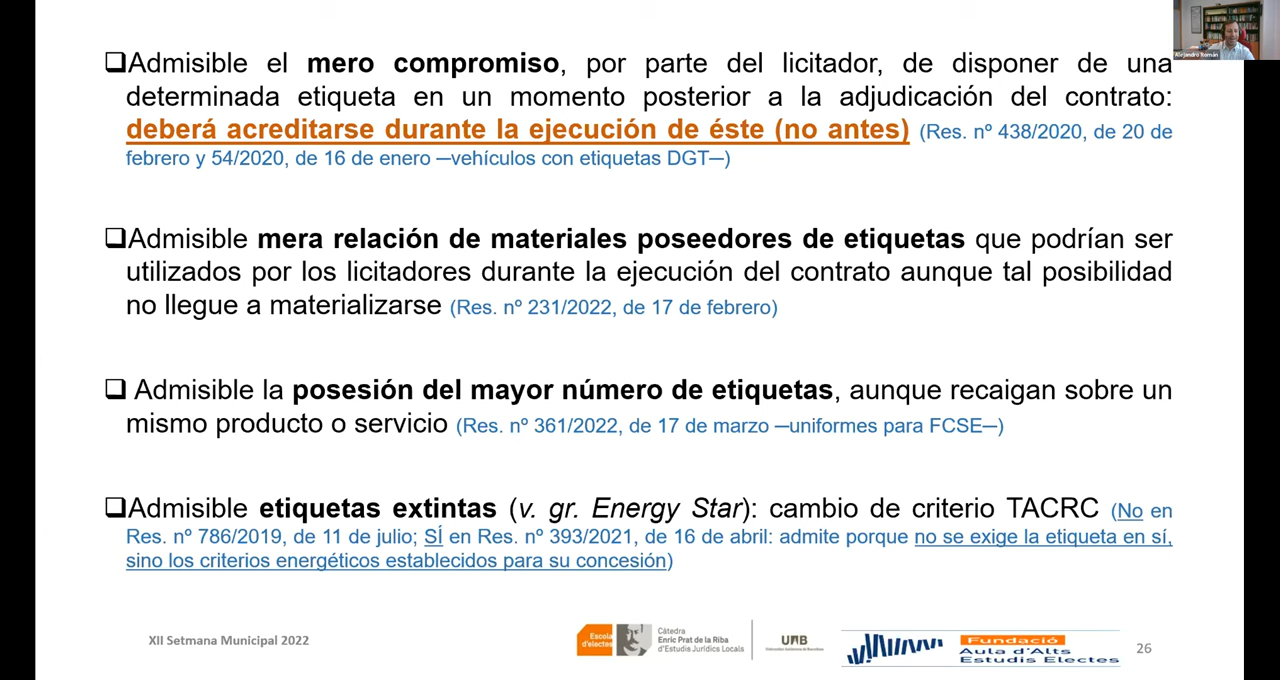 Alejandro Román
❑Admisible el mero compromiso, por parte del licitador, de disponer de una
determinada etiqueta en un momento posterior a la adjudicación del contrato:
deberá acreditarse durante la ejecución de éste (no antes) (Res. nº 438/2020, de 20 de
febrero y 54/2020, de 16 de enero —vehículos con etiquetas DGT—)
❑Admisible mera relación de materiales poseedores de etiquetas que podrían ser
utilizados por los licitadores durante la ejecución del contrato aunque tal posibilidad
no llegue a materializarse (Res. nº 231/2022, de 17 de febrero)
❑ Admisible la posesión del mayor número de etiquetas, aunque recaigan sobre un
mismo producto o servicio (Res. nº 361/2022, de 17 de marzo —uniformes para FCSE—)
❑Admisible etiquetas extintas (v. gr. Energy Star): cambio de criterio TACRC (No en
Res. nº 786/2019, de 11 de julio; SÍ en Res. nº 393/2021, de 16 de abril: admite porque no se exige la etiqueta en sí,
sino los criterios energéticos establecidos para su concesión)
XII Setmana Municipal 2022
Escola
d'electes
Càtedra
Enric Prat de la Riba
d'Estudis Jurídics Locals
UAB
Universitat Autònoma de Barcelona
Fundació
Aula d'Alts
Estudis Electes
26